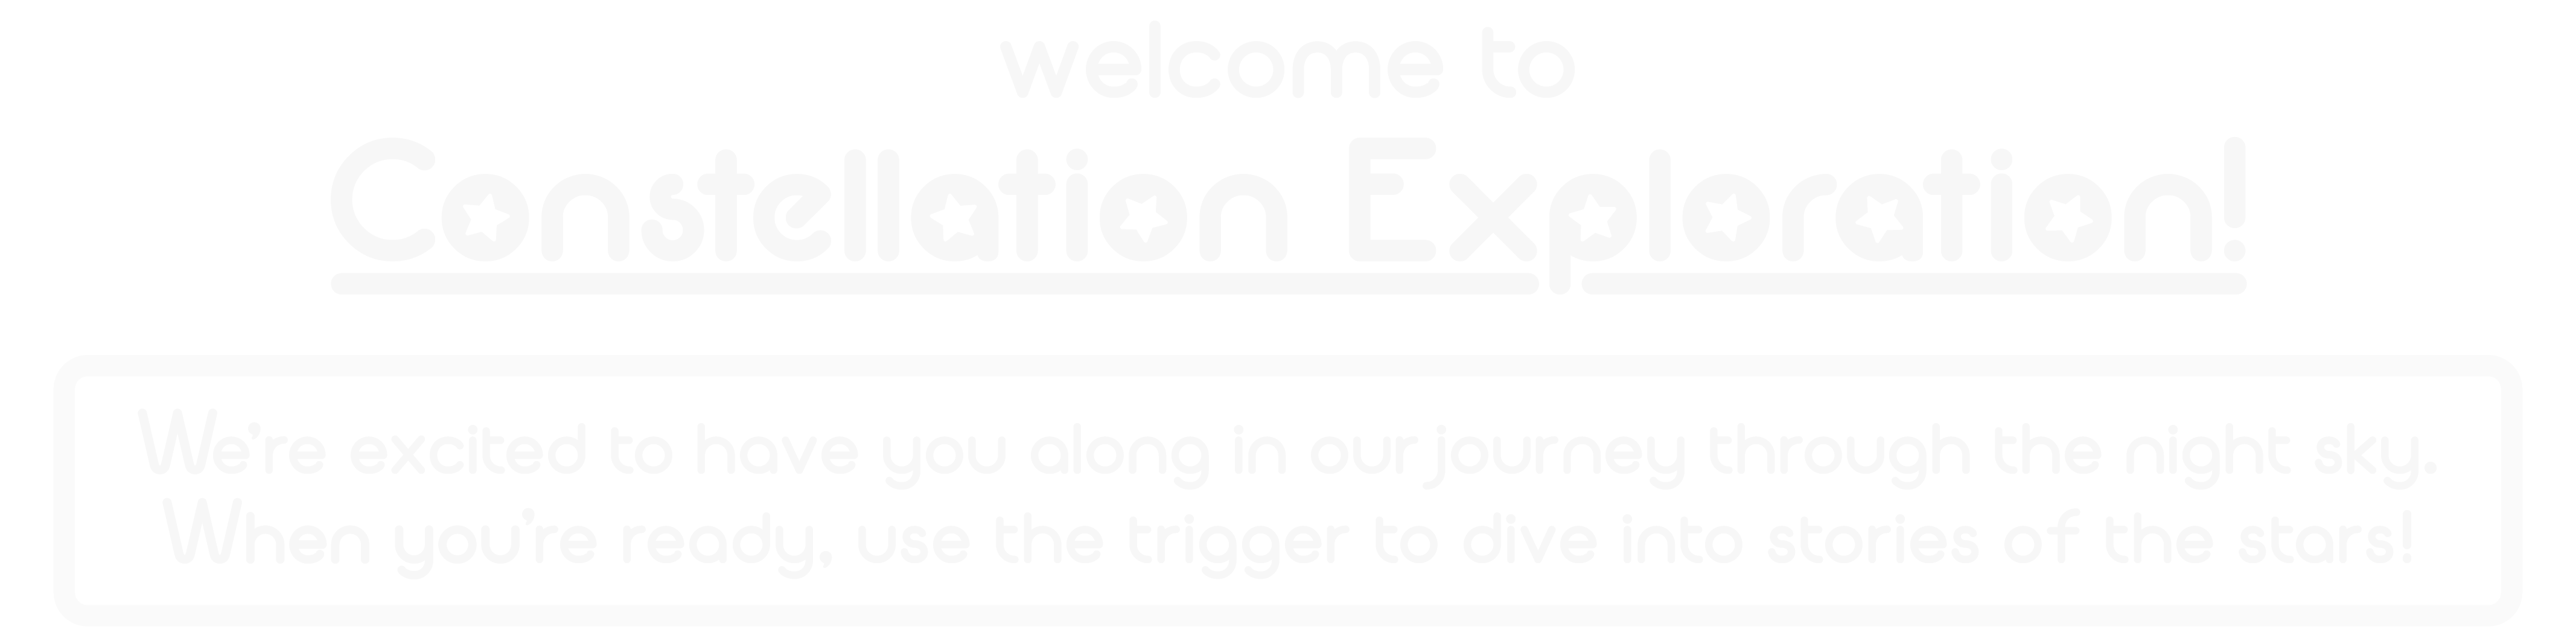 welcome to
Constellation Exploration!
We're excited to have you along in our journey through the night sky.
When you're ready, use the trigger to dive into stories of the stars!